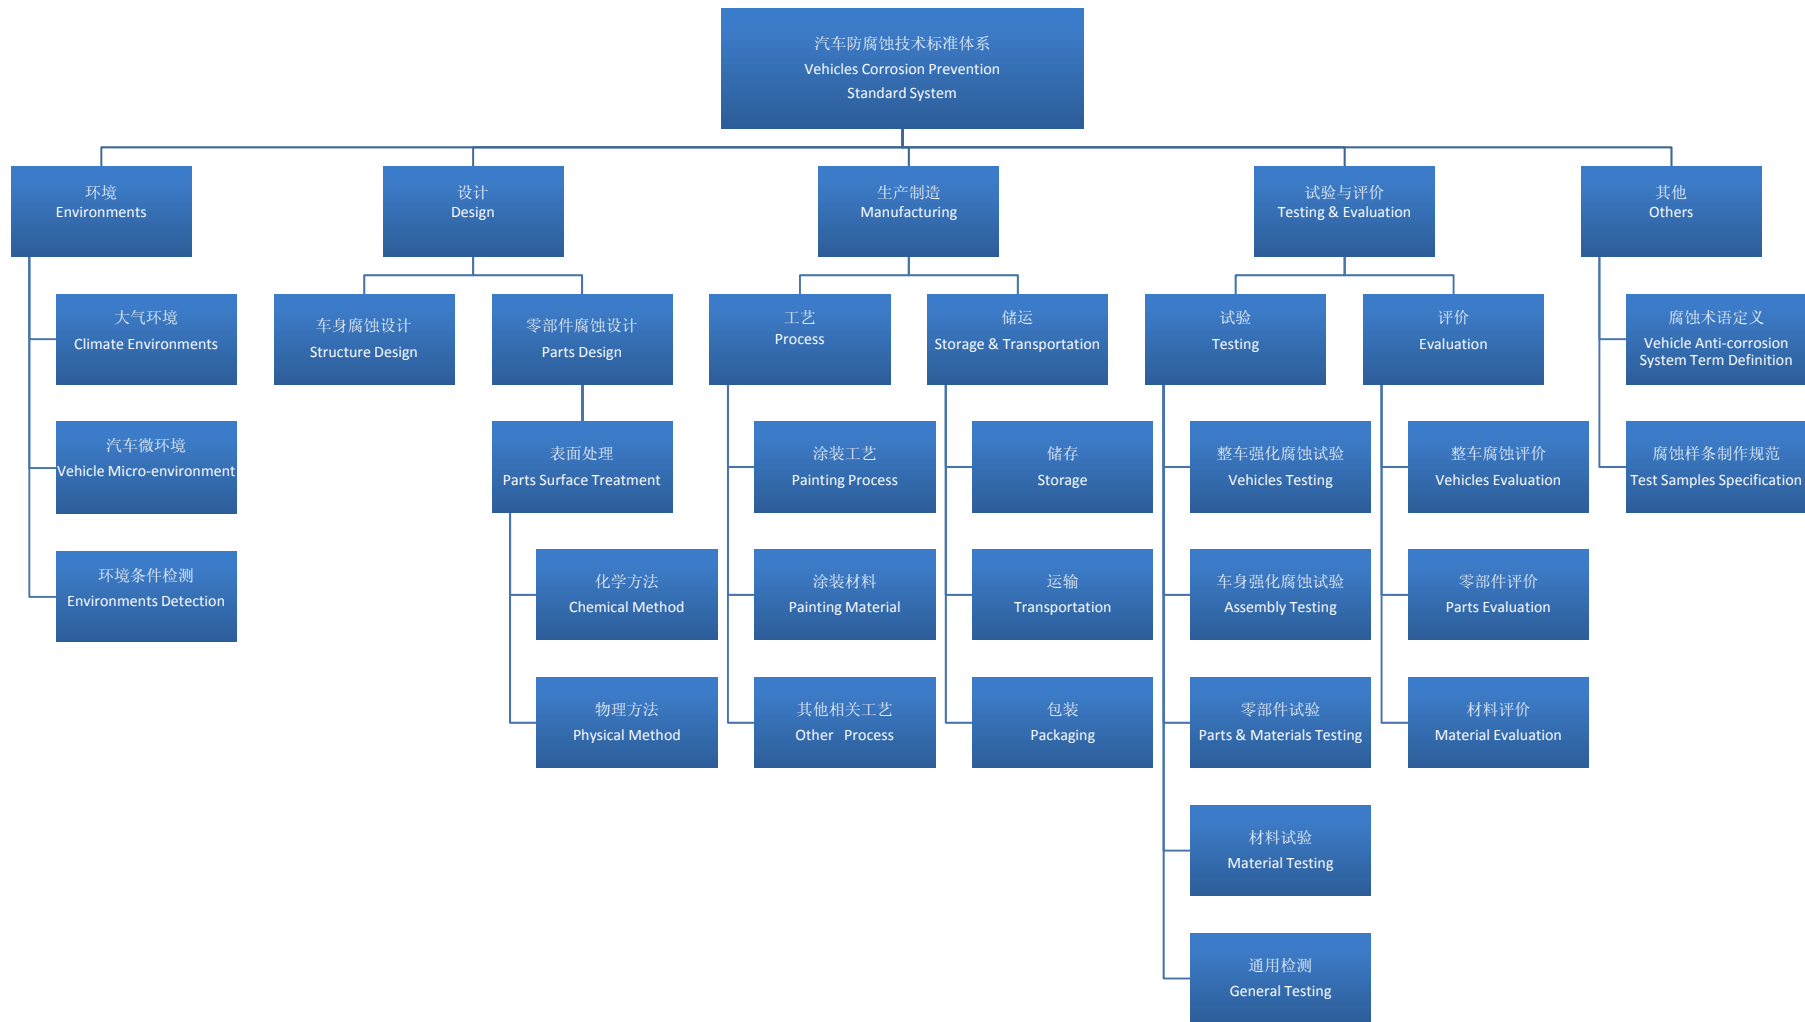 汽车防腐蚀技术标准体系
Vehicles Corrosion Prevention
Standard System
环境
Environments
设计
Design
生产制造
Manufacturing
试验与评价
Testing & Evaluation
其他
Others
大气环境
Climate Environments
车身腐蚀设计
Structure Design
零部件腐蚀设计
Parts Design
工艺
Process
储运
Storage & Transportation
试验
Testing
评价
Evaluation
腐蚀术语定义
Vehicle Anti-corrosion
System Term Definition
汽车微环境
Vehicle Micro-environment
表面处理
Parts Surface Treatment
涂装工艺
Painting Process
储存
Storage
整车强化腐蚀试验
Vehicles Testing
整车腐蚀评价
Vehicles Evaluation
腐蚀样条制作规范
Test Samples Specification
环境条件检测
Environments Detection
化学方法
Chemical Method
涂装材料
Painting Material
运输
Transportation
车身强化腐蚀试验
Assembly Testing
零部件评价
Parts Evaluation
物理方法
Physical Method
其他相关工艺
Other Process
包装
Packaging
零部件试验
Parts & Materials Testing
材料评价
Material Evaluation
材料试验
Material Testing
通用检测
General Testing